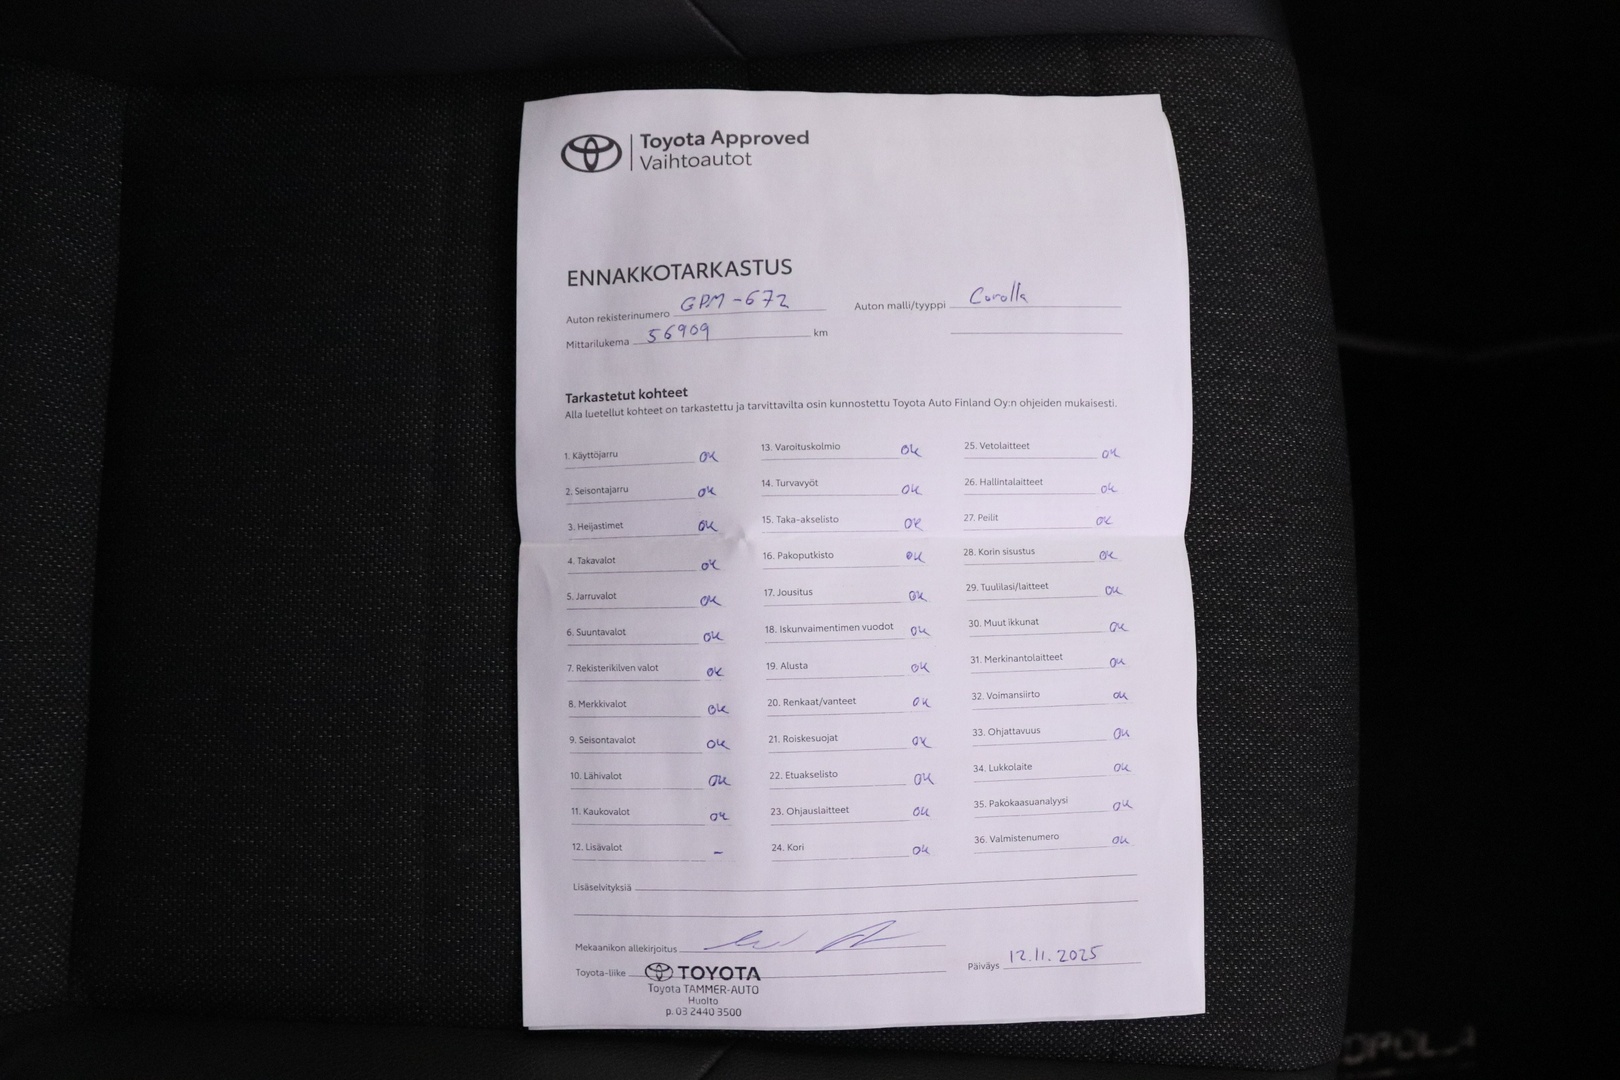 Toyota Approved
Vaihtoautot
ENNAKKOTARKASTUS
Auton rekisterinumero GPM-672 Auton malli/tyyppi Corolla
Mittarilukema 56909 km
Tarkastetut kohteet
Alla luetellut kohteet on tarkastettu ja tarvittavilta osin kunnostettu Toyota Auto Finland Oy:n ohjeiden mukaisesti.
1. Käyttöjarru OK
2. Seisontajarru OK
3. Heijastimet OK
4. Takavalot OK
5. Jarruvalot OK
6. Suuntavalot OK
7. Rekisterikilven valot OK
8. Merkkivalot OK
9. Seisontavalot OK
10. Lähivalot OK
11. Kaukovalot OK
12. Lisävalot –
13. Varoituskolmio OK
14. Turvavyöt OK
15. Taka-akselisto OK
16. Pakoputkisto OK
17. Jousitus OK
18. Iskunvaimentimen vuodot OK
19. Alusta OK
20. Renkaat/vanteet OK
21. Roiskesuojat OK
22. Etuakselisto OK
23. Ohjauslaitteet OK
24. Kori OK
25. Vetolaitteet OK
26. Hallintalaitteet OK
27. Peilit OK
28. Korin sisustus OK
29. Tuulilasi/laitteet OK
30. Muut ikkunat OK
31. Merkinantolaitteet OK
32. Voimansiirto OK
33. Ohjattavuus OK
34. Lukkolaite OK
35. Pakokaasuanalyysi OK
36. Valmistenumero OK
Lisäselvityksiä
Mekaanikon allekirjoitus
Toyota-liike TOYOTA Päiväys 12.11.2025
Toyota TAMMER-AUTO
Huolto
p. 03 2440 3500